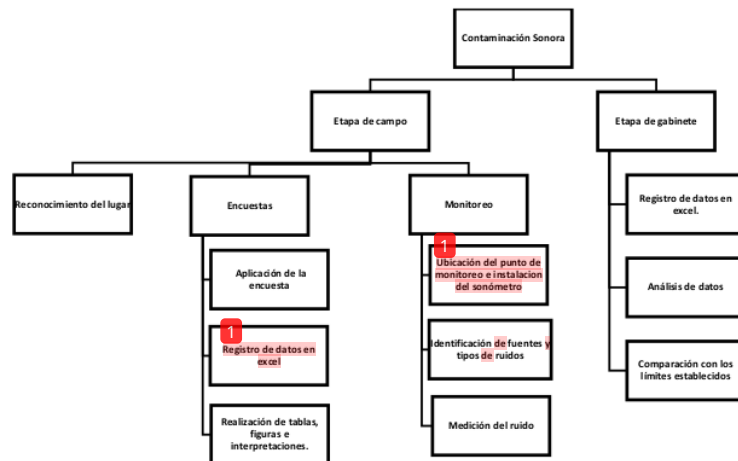 Contaminación Sonora
Etapa de campo
Etapa de gabinete
Reconocimiento del lugar
Encuestas
Monitoreo
Registro de datos en
excel.
1
Ubicación del punto de
monitoreo e instalacion
del sonómetro
Aplicación de la
encuesta
Análisis de datos
1
Registro de datos en
excel
Identificación de fuentes y
tipos de ruidos
Comparación con los
límites establecidos
Realización de tablas,
figuras e
interpretaciones.
Medición del ruido